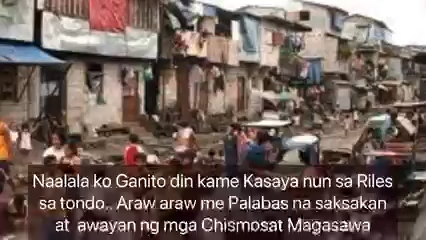 Naalala ko Ganito din kame Kasaya nun sa Riles
sa tondo.. Araw araw me Palabas na saksakan
at awayan ng mga Chismosat Magasawa